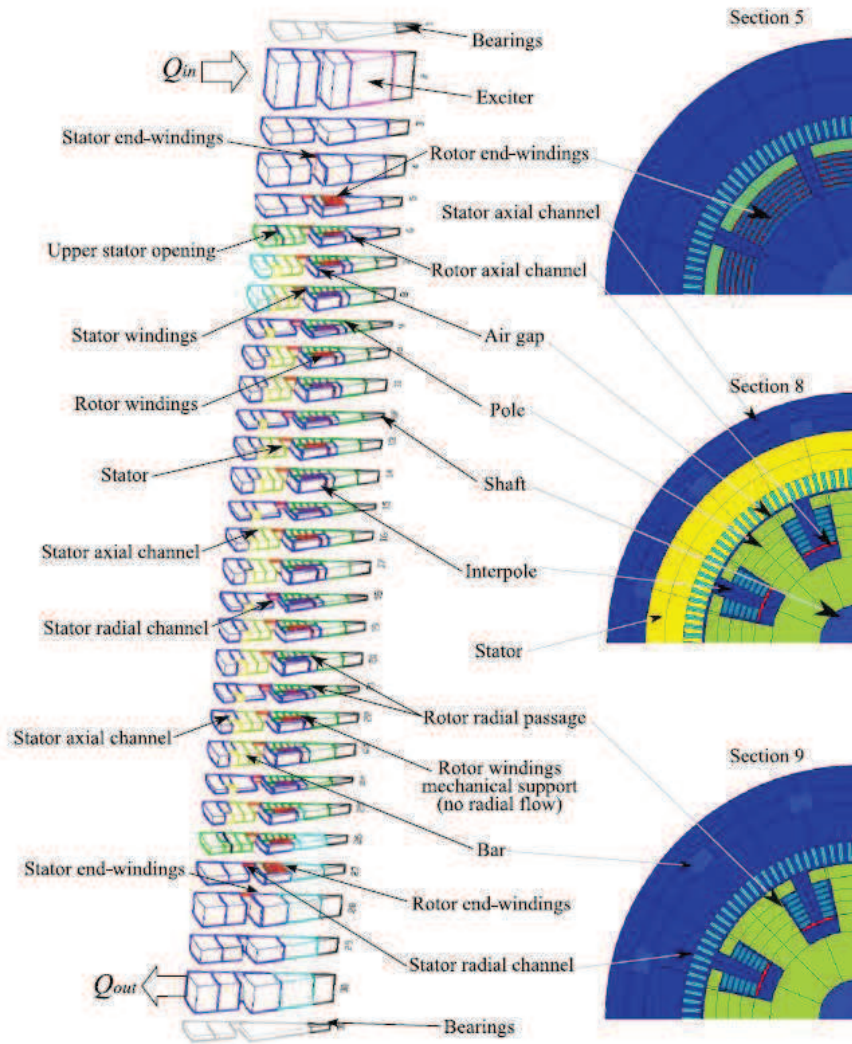 Section 5
Bearings
Qin
Exciter
Stator end-windings
Rotor end-windings
Stator axial channel
Upper stator opening
Rotor axial channel
Stator windings
Air gap
Section 8
Rotor windings
Pole
Stator
Shaft
Stator axial channel
Interpole
Stator radial channel
Stator
Rotor radial passage
Stator axial channel
Section 9
Rotor windings
mechanical support
(no radial flow)
Bar
Stator end-windings
Rotor end-windings
Stator radial channel
Qout
Bearings